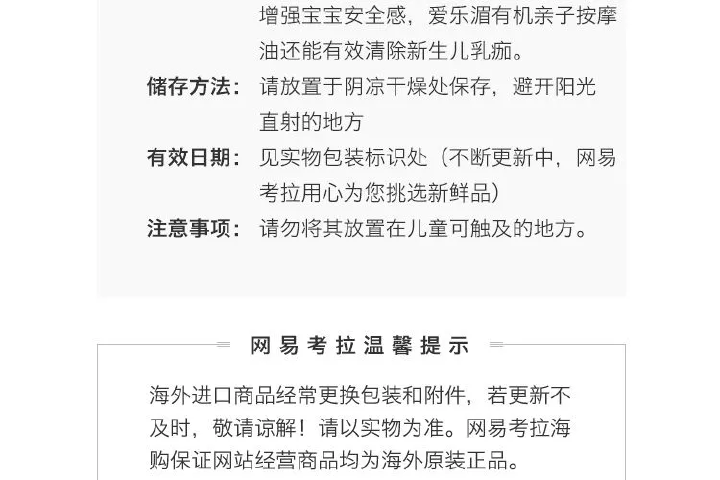 增强宝宝安全感，爱乐湄有机亲子按摩
油还能有效清除新生儿乳痂。
储存方法： 请放置于阴凉干燥处保存，避开阳光
直射的地方
有效日期： 见实物包装标识处（不断更新中，网易
考拉用心为您挑选新鲜品）
注意事项： 请勿将其放置在儿童可触及的地方。
网易考拉温馨提示
海外进口商品经常更换包装和附件，若更新不
及时，敬请谅解！请以实物为准。网易考拉海
购保证网站经营商品均为海外原装正品。